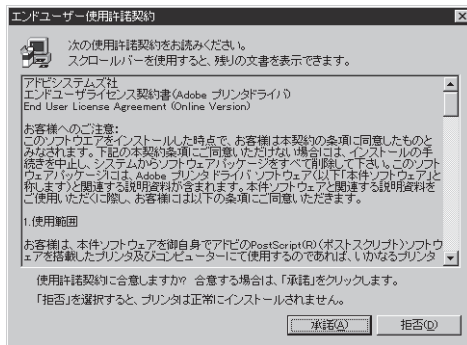 エンドユーザー使用許諾契約
次の使用許諾契約をお読みください。
スクロールバーを使用すると、残りの文書を表示できます。
アドビシステムズ社
エンドユーザライセンス契約書(Adobe プリンタドライバ)
End User License Agreement (Online Version)
お客様へのご注意:
このソフトウェアをインストールした時点で、お客様は本契約の条項に同意したものと
みなされます。下記の本契約条項にご同意いただけない場合には、インストールの手
続きを中止し、システムからソフトウェアパッケージをすべて削除して下さい。このソフト
ウェアパッケージには、Adobe プリンタドライバ ソフトウェア(以下「本件ソフトウェア」と
称します)と関連する説明資料が含まれます。本件ソフトウェアと関連する説明資料を
ご使用いただくに際し、お客様には以下の条項にご同意いただきます。
1.使用範囲
お客様は、本件ソフトウェアを御自身でアドビのPostScript(R)(ポストスクリプト)ソフトウ
ェアを搭載したプリンタ及びコンピューターにて使用するのであれば、いかなるプリンタ
使用許諾契約に合意しますか? 合意する場合は、「承諾」をクリックします。
「拒否」を選択すると、プリンタは正常にインストールされません。
承諾(A)
拒否(D)